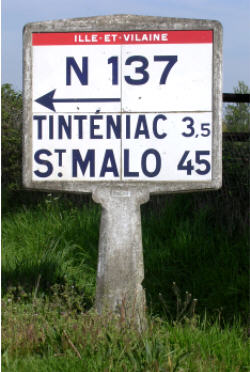 ILLE-ET-VILAINE
N 137
TINTÉNIAC 3,5
ST MALO 45